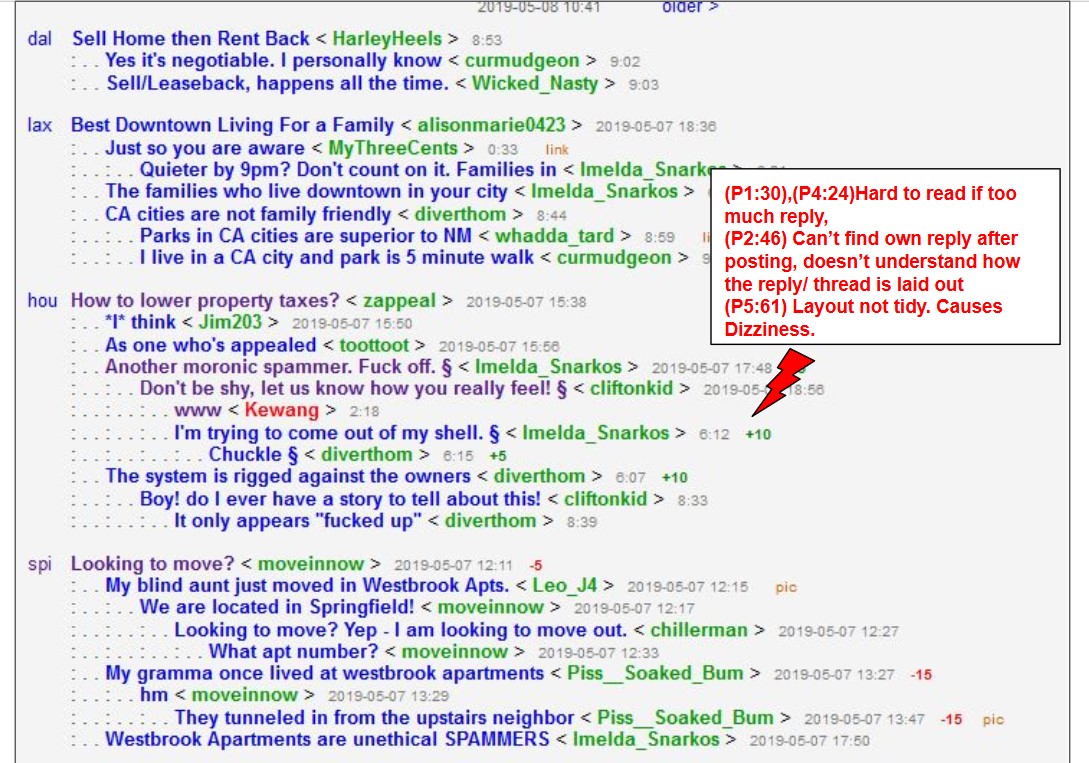 2019-05-08 10:41 older >
dal Sell Home then Rent Back < HarleyHeels > 8:53
: . . Yes it's negotiable. I personally know < curmudgeon > 9:02
: . . Sell/Leaseback, happens all the time. < Wicked_Nasty > 9:03
lax Best Downtown Living For a Family < alisonmarie0423 > 2019-05-07 18:36
: . . Just so you are aware < MyThreeCents > 0:33 link
: . . : . . Quieter by 9pm? Don't count on it. Families in < Imelda_Snarkos >
: . . The families who live downtown in your city < Imelda_Snarkos >
: . . CA cities are not family friendly < diverthom > 8:44
: . . : . . Parks in CA cities are superior to NM < whadda_tard > 8:59
: . . : . . I live in a CA city and park is 5 minute walk < curmudgeon >
(P1:30),(P4:24)Hard to read if too
much reply,
(P2:46) Can't find own reply after
posting, doesn't understand how
the reply/ thread is laid out
(P5:61) Layout not tidy. Causes
Dizziness.
hou How to lower property taxes? < zappeal > 2019-05-07 15:38
: . . *I* think < Jim203 > 2019-05-07 15:50
: . . As one who's appealed < toottoot > 2019-05-07 15:56
: . . Another moronic spammer. Fuck off. § < Imelda_Snarkos > 2019-05-07 17:48
: . . : . . Don't be shy, let us know how you really feel! § < cliftonkid > 2019-05-07 18:56
: . . : . . : . . www < Kewang > 2:18
: . . : . . : . . I'm trying to come out of my shell. § < Imelda_Snarkos > 6:12 +10
: . . : . . : . . : . . Chuckle § < diverthom > 6:15 +5
: . . The system is rigged against the owners < diverthom > 6:07 +10
: . . : . . Boy! do I ever have a story to tell about this! < cliftonkid > 8:33
: . . : . . : . . It only appears "fucked up" < diverthom > 8:39
spi Looking to move? < moveinnow > 2019-05-07 12:11 -5
: . . My blind aunt just moved in Westbrook Apts. < Leo_J4 > 2019-05-07 12:15 pic
: . . : . . We are located in Springfield! < moveinnow > 2019-05-07 12:17
: . . : . . : . . Looking to move? Yep - I am looking to move out. < chillerman > 2019-05-07 12:27
: . . : . . : . . : . . What apt number? < moveinnow > 2019-05-07 12:33
: . . My gramma once lived at westbrook apartments < Piss__Soaked_Bum > 2019-05-07 13:27 -15
: . . : . . hm < moveinnow > 2019-05-07 13:29
: . . : . . : . . They tunneled in from the upstairs neighbor < Piss__Soaked_Bum > 2019-05-07 13:47 -15 pic
: . . Westbrook Apartments are unethical SPAMMERS < Imelda_Snarkos > 2019-05-07 17:50